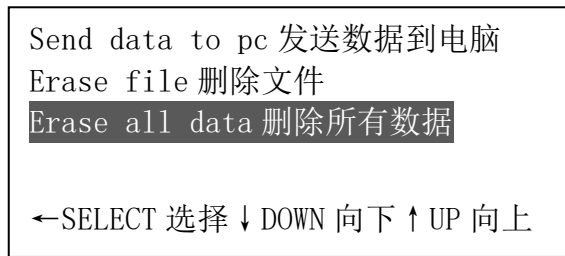 Send data to pc 发送数据到电脑
Erase file 删除文件
Erase all data 删除所有数据
←SELECT 选择↓DOWN 向下↑UP 向上